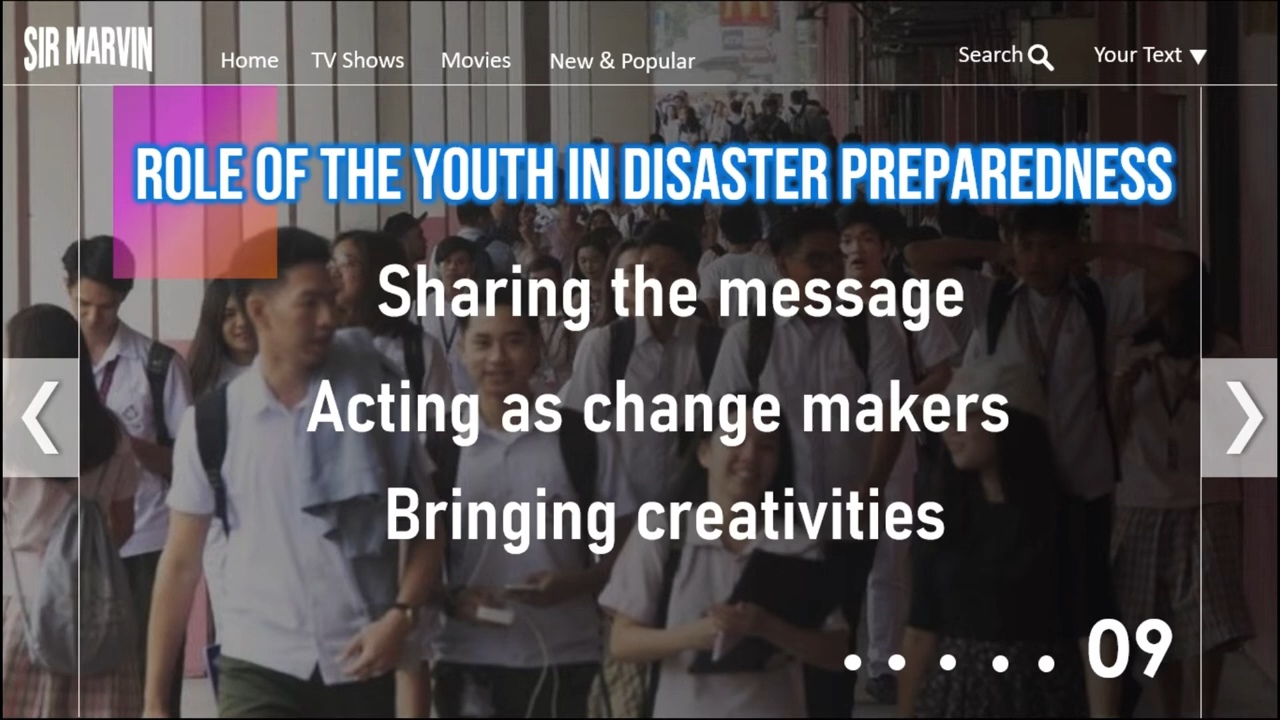 SIR MARVIN
Home TV Shows Movies New & Popular Search Your Text
ROLE OF THE YOUTH IN DISASTER PREPAREDNESS
Sharing the message
Acting as change makers
Bringing creativities
. . . . . 09